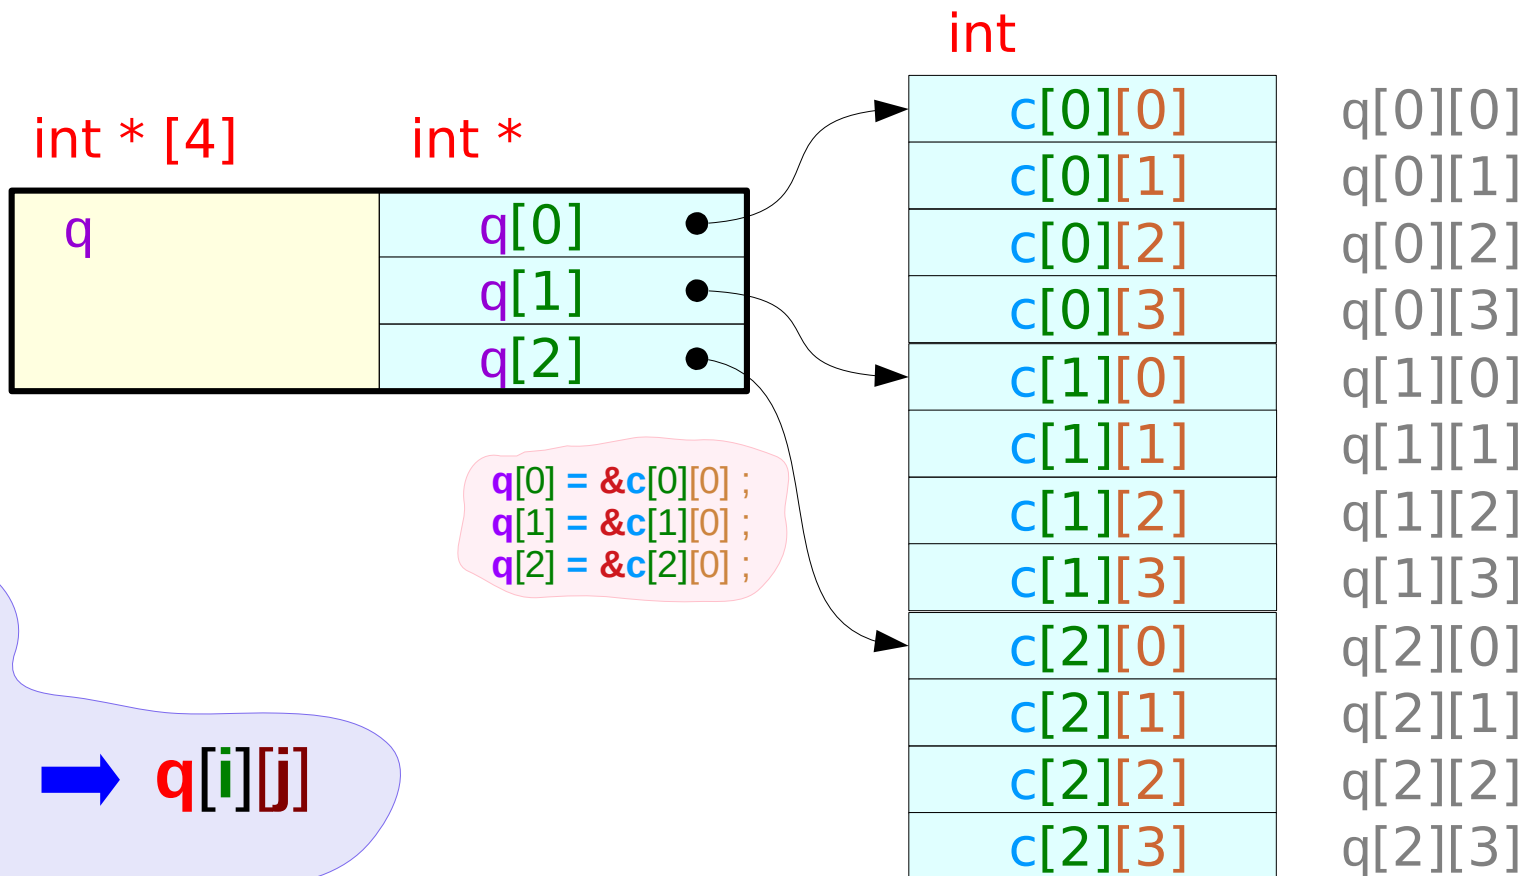 int
int * [4]
int *
q
q[0]
q[1]
q[2]
c[0][0]
c[0][1]
c[0][2]
c[0][3]
c[1][0]
c[1][1]
c[1][2]
c[1][3]
c[2][0]
c[2][1]
c[2][2]
c[2][3]
q[0][0]
q[0][1]
q[0][2]
q[0][3]
q[1][0]
q[1][1]
q[1][2]
q[1][3]
q[2][0]
q[2][1]
q[2][2]
q[2][3]
q[0] = &c[0][0] ;
q[1] = &c[1][0] ;
q[2] = &c[2][0] ;
q[i][j]